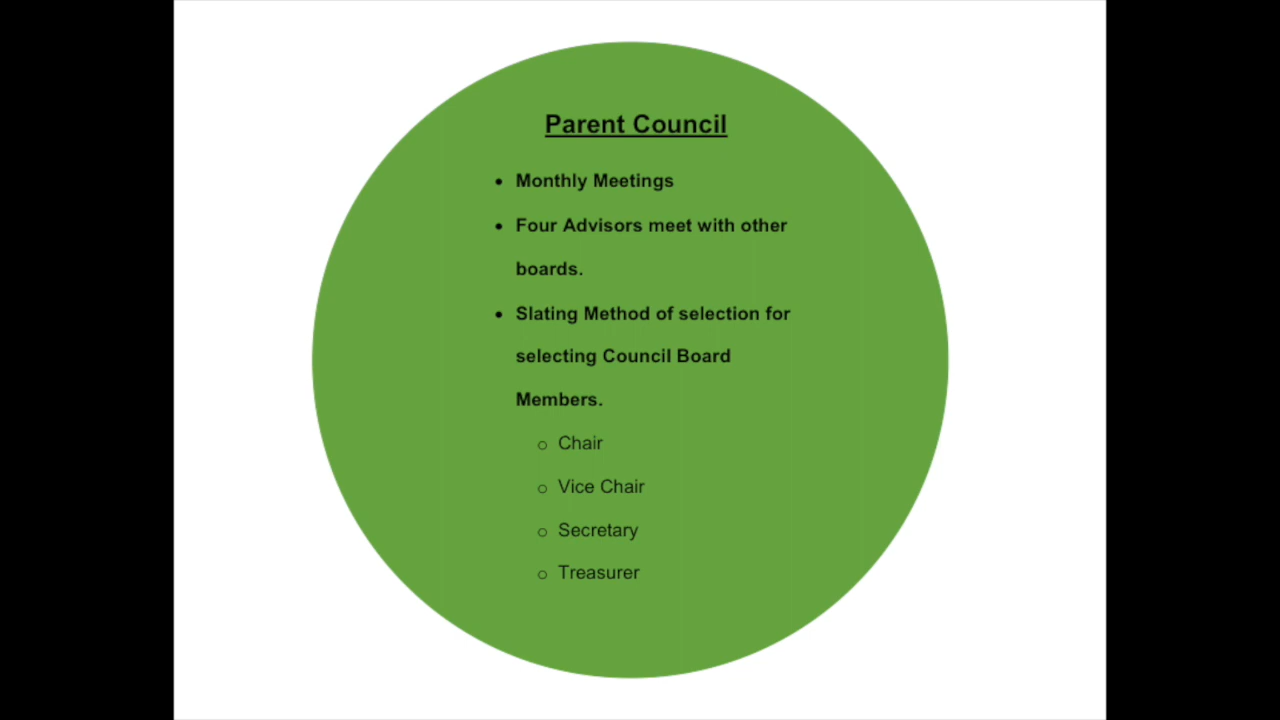 Parent Council
• Monthly Meetings
• Four Advisors meet with other
boards.
• Slating Method of selection for
selecting Council Board
Members.
o Chair
o Vice Chair
o Secretary
o Treasurer